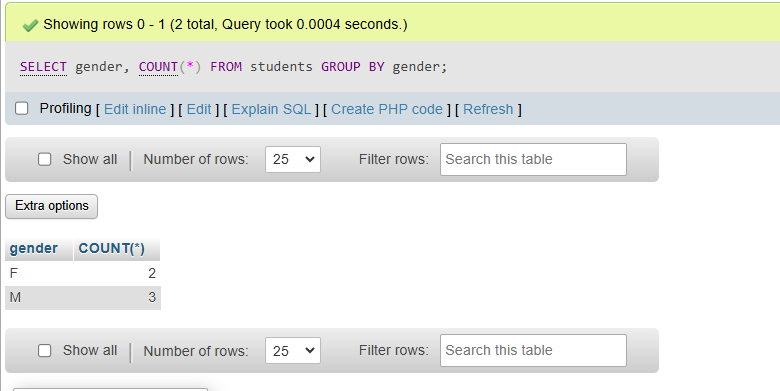 Showing rows 0 - 1 (2 total, Query took 0.0004 seconds.)
SELECT gender, COUNT(*) FROM students GROUP BY gender;
Profiling [ Edit inline ] [ Edit ] [ Explain SQL ] [ Create PHP code ] [ Refresh ]
Show all | Number of rows: 25 Filter rows: Search this table
Extra options
gender COUNT(*)
F 2
M 3
Show all | Number of rows: 25 Filter rows: Search this table